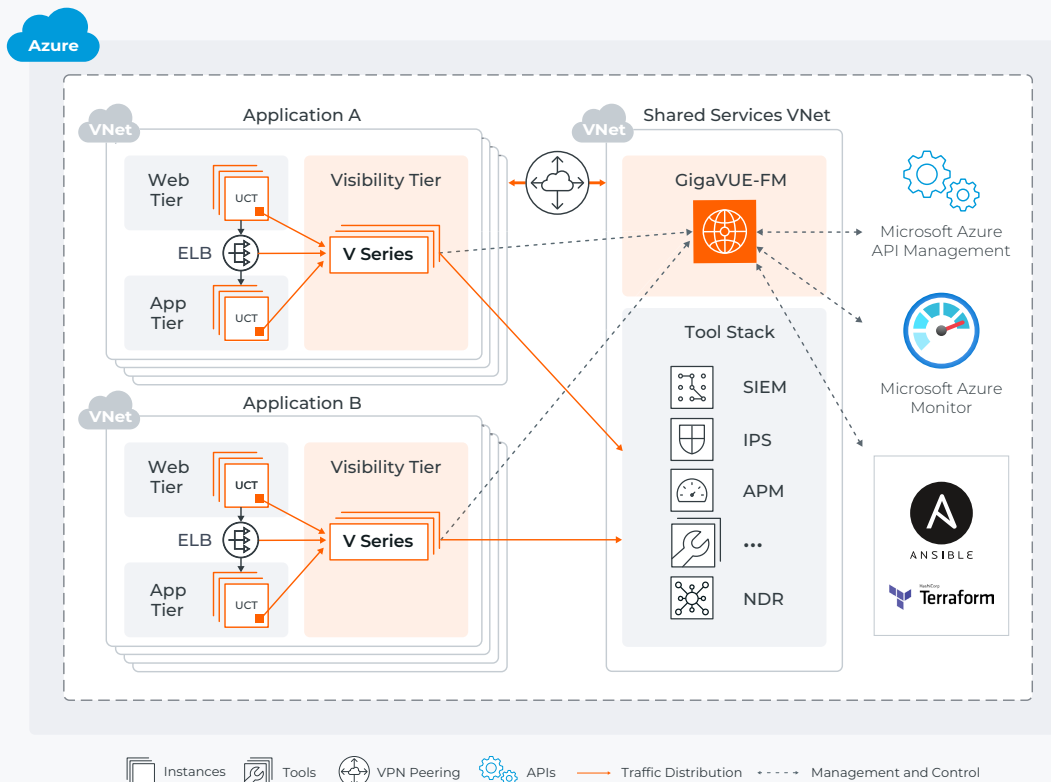 Azure
VNet
Application A
Web
Tier
UCT
ELB
App
Tier
UCT
Visibility Tier
V Series
VNet
Application B
Web
Tier
UCT
ELB
App
Tier
UCT
Visibility Tier
V Series
VNet
Shared Services VNet
GigaVUE-FM
Tool Stack
SIEM
IPS
APM
...
NDR
Microsoft Azure
API Management
Microsoft Azure
Monitor
A
ANSIBLE
HashiCorp
Terraform
Instances
Tools
VPN Peering
APIs
Traffic Distribution
Management and Control